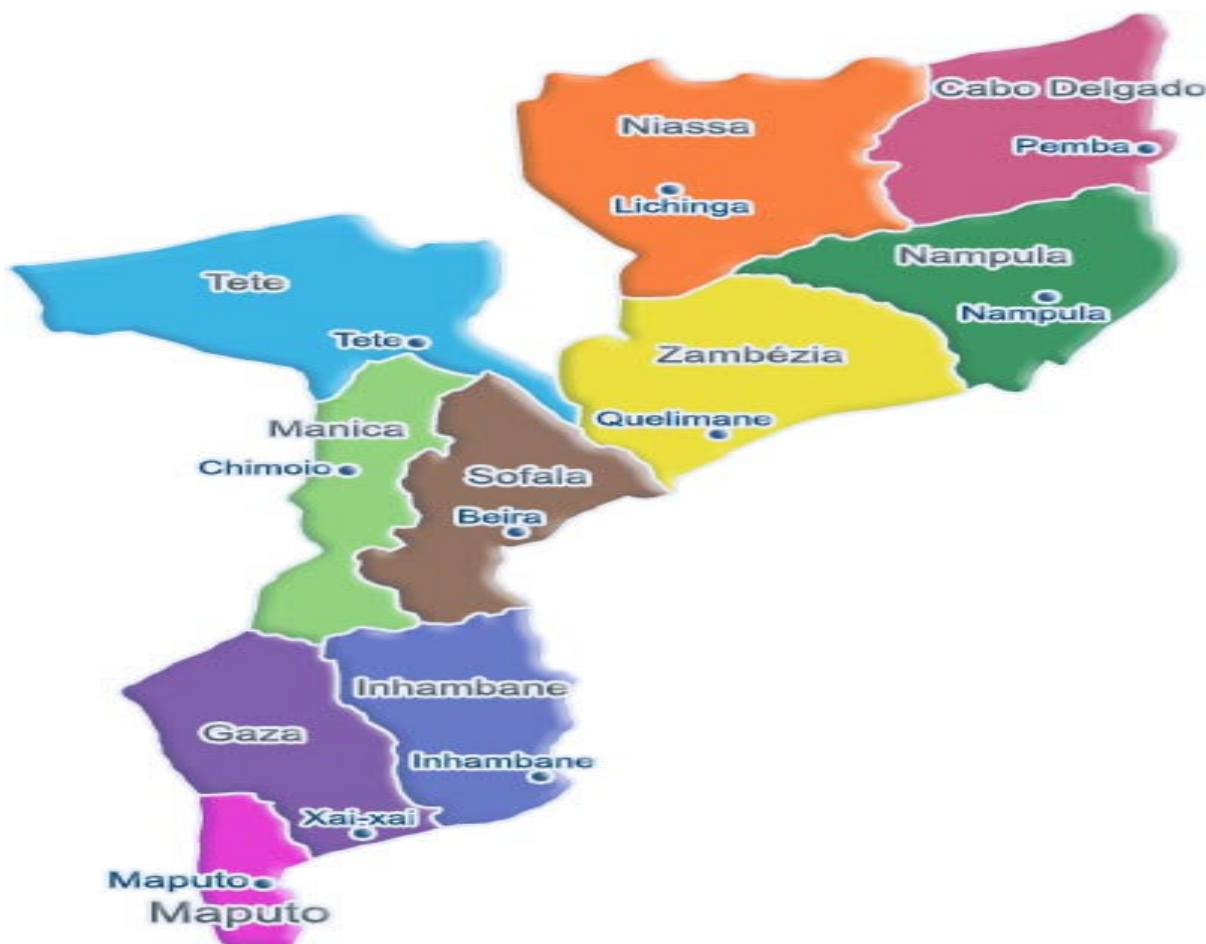 Cabo Delgado
Niassa
Pemba
Lichinga
Nampula
Tete
Nampula
Tete
Zambézia
Quelimane
Manica
Chimoio
Sofala
Beira
Inhambane
Gaza
Inhambane
Xai-xai
Maputo
Maputo